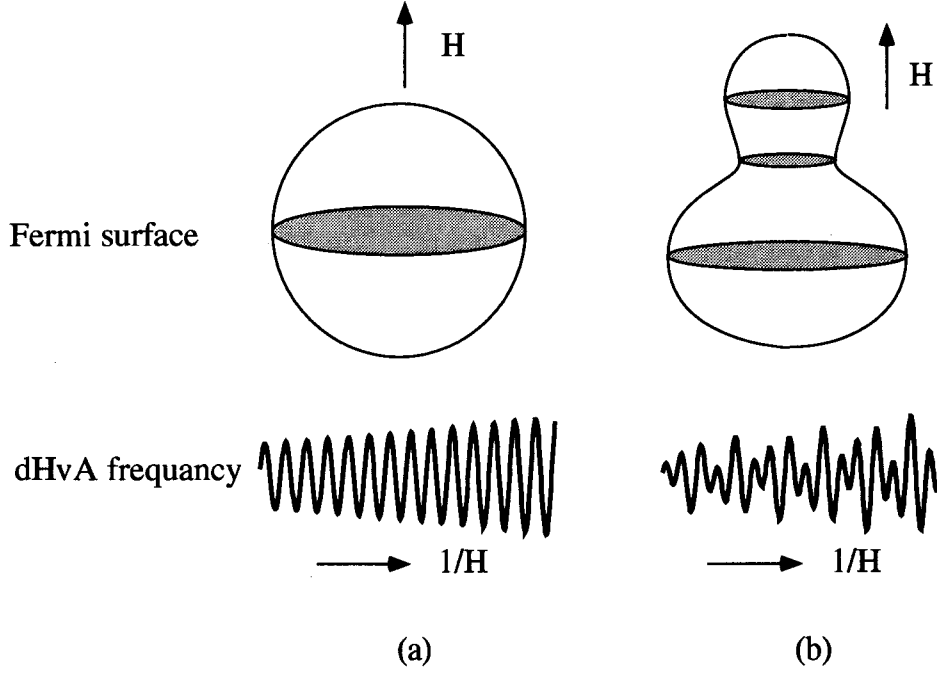 H
H
Fermi surface
dHvA frequancy
1/H
1/H
(a)
(b)